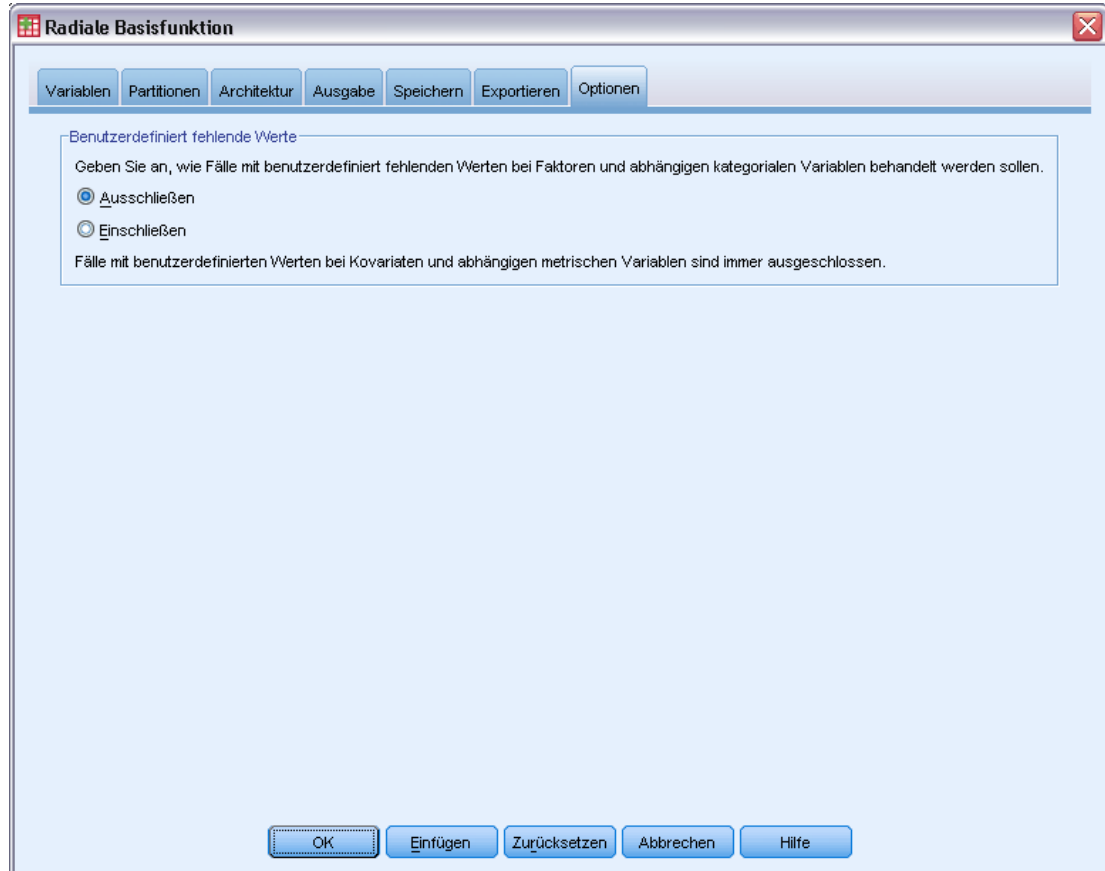 Radiale Basisfunktion
Variablen Partitionen Architektur Ausgabe Speichern Exportieren Optionen
Benutzerdefiniert fehlende Werte
Geben Sie an, wie Fälle mit benutzerdefiniert fehlenden Werten bei Faktoren und abhängigen kategorialen Variablen behandelt werden sollen.
Ausschließen
Einschließen
Fälle mit benutzerdefinierten Werten bei Kovariaten und abhängigen metrischen Variablen sind immer ausgeschlossen.
OK Einfügen Zurücksetzen Abbrechen Hilfe